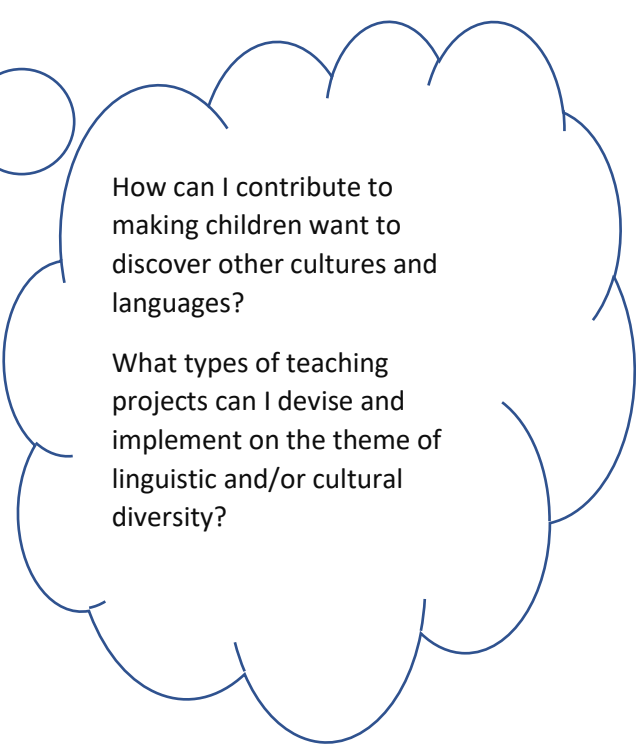 How can I contribute to
making children want to
discover other cultures and
languages?
What types of teaching
projects can I devise and
implement on the theme of
linguistic and/or cultural
diversity?